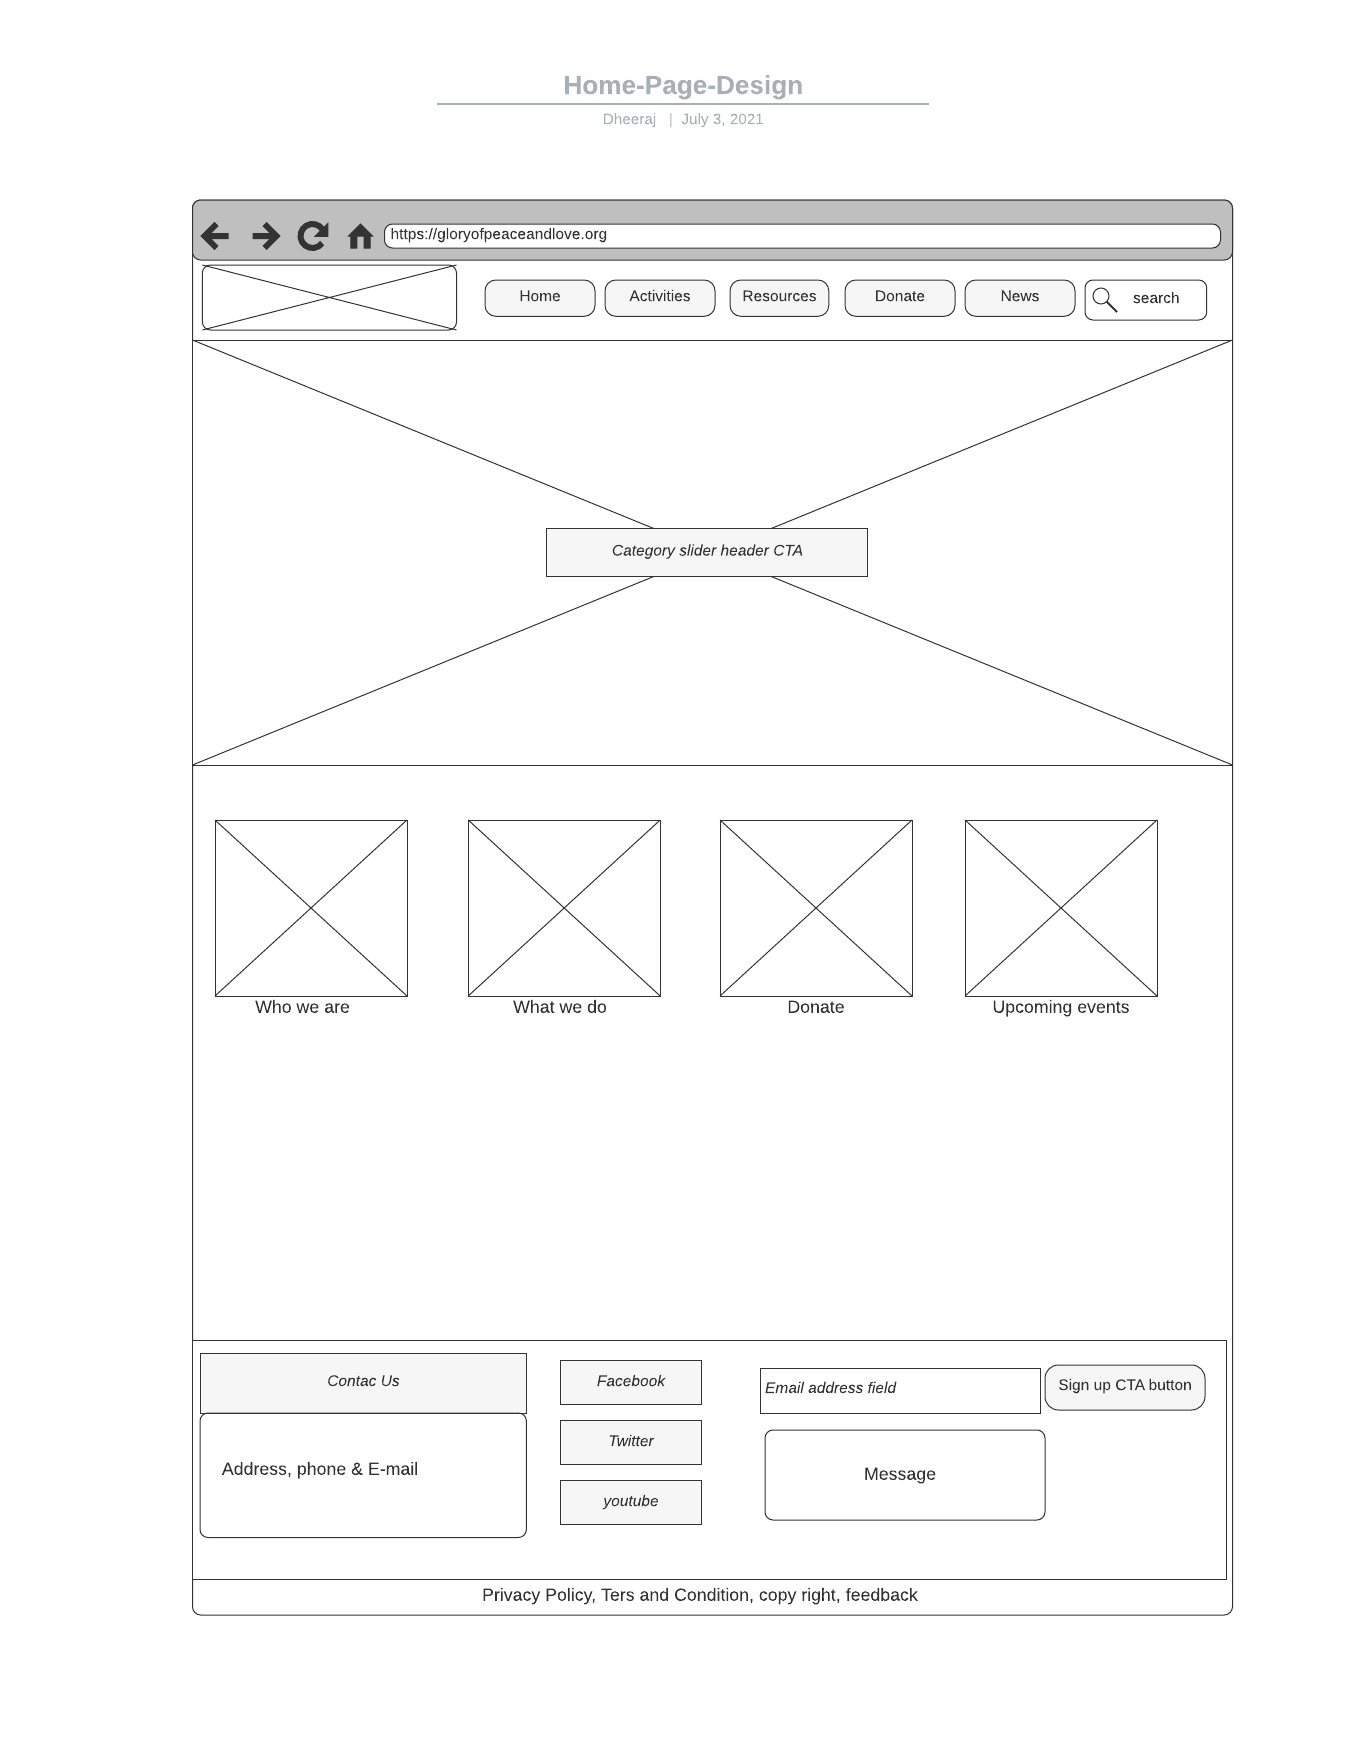 Home-Page-Design
Dheeraj | July 3, 2021
https://gloryofpeaceandlove.org
Home Activities Resources Donate News search
Category slider header CTA
Who we are What we do Donate Upcoming events
Contac Us
Address, phone & E-mail
Facebook
Twitter
youtube
Email address field Sign up CTA button
Message
Privacy Policy, Ters and Condition, copy right, feedback